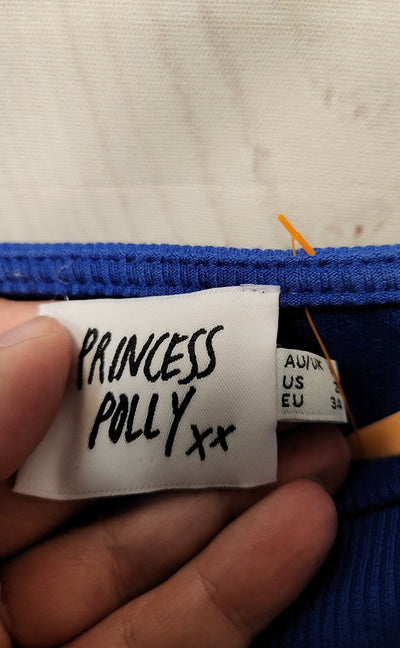 PRINCESS
POLLY xx
AU/UK
US
EU 34